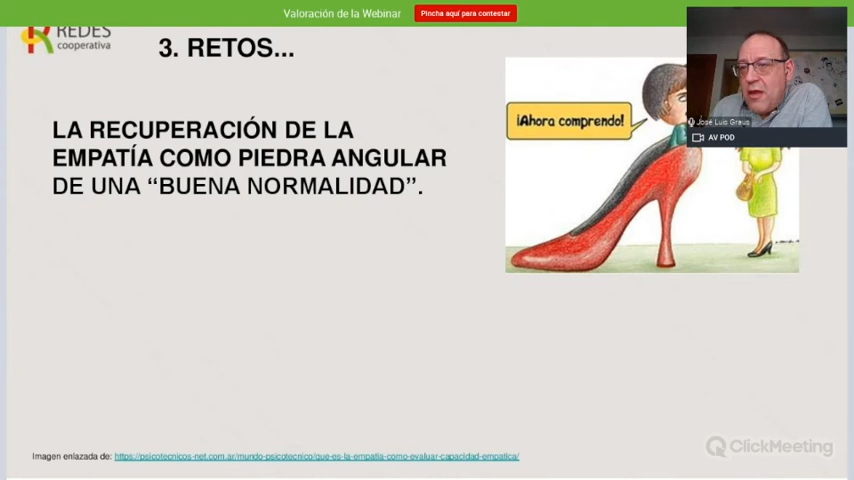 Valoración de la Webinar
Pincha aquí para contestar
REDES
cooperativa
3. RETOS...
LA RECUPERACIÓN DE LA
EMPATÍA COMO PIEDRA ANGULAR
DE UNA “BUENA NORMALIDAD”.
¡Ahora comprendo!
José Luis Graus
AV POD
Imagen enlazada de: https://psicotecnicos-net.com.ar/mundo-psicotecnico/que-es-la-empatia-como-evaluar-capacidad-empatica/
ClickMeeting